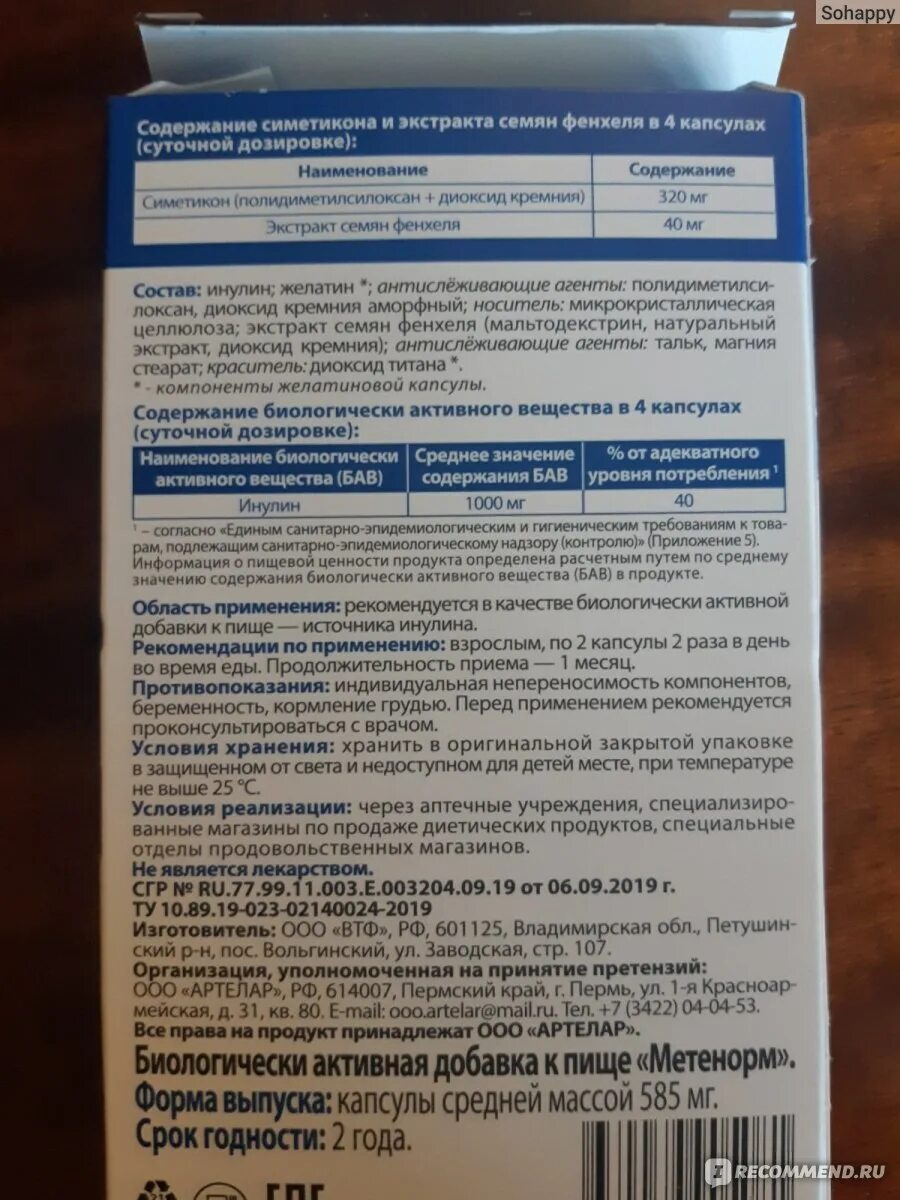 Sohappy
Содержание симетикона и экстракта семян фенхеля в 4 капсулах
(суточной дозировке):
Наименование Содержание
Симетикон (полидиметилсилоксан + диоксид кремния) 320 мг
Экстракт семян фенхеля 40 мг
Состав: инулин; желатин *; антислёживающие агенты: полидиметилси-
локсан, диоксид кремния аморфный; носитель: микрокристаллическая
целлюлоза; экстракт семян фенхеля (мальтодекстрин, натуральный
экстракт, диоксид кремния); антислёживающие агенты: тальк, магния
стеарат; краситель: диоксид титана *.
* - компоненты желатиновой капсулы.
Содержание биологически активного вещества в 4 капсулах
(суточной дозировке):
Наименование биологически Среднее значение % от адекватного
активного вещества (БАВ) содержания БАВ уровня потребления ¹
Инулин 1000 мг 40
¹ – согласно «Единым санитарно-эпидемиологическим и гигиеническим требованиям к това-
рам, подлежащим санитарно-эпидемиологическому надзору (контролю)» (Приложение 5).
Информация о пищевой ценности продукта определена расчетным путем по среднему
значению содержания биологически активного вещества (БАВ) в продукте.
Область применения: рекомендуется в качестве биологически активной
добавки к пище — источника инулина.
Рекомендации по применению: взрослым, по 2 капсулы 2 раза в день
во время еды. Продолжительность приема — 1 месяц.
Противопоказания: индивидуальная непереносимость компонентов,
беременность, кормление грудью. Перед применением рекомендуется
проконсультироваться с врачом.
Условия хранения: хранить в оригинальной закрытой упаковке
в защищенном от света и недоступном для детей месте, при температуре
не выше 25 °С.
Условия реализации: через аптечные учреждения, специализиро-
ванные магазины по продаже диетических продуктов, специальные
отделы продовольственных магазинов.
Не является лекарством.
СГР № RU.77.99.11.003.Е.003204.09.19 от 06.09.2019 г.
ТУ 10.89.19-023-02140024-2019
Изготовитель: ООО «ВТФ», РФ, 601125, Владимирская обл., Петушин-
ский р-н, пос. Вольгинский, ул. Заводская, стр. 107.
Организация, уполномоченная на принятие претензий:
ООО «АРТЕЛАР», РФ, 614007, Пермский край, г. Пермь, ул. 1-я Красноар-
мейская, д. 31, кв. 80. E-mail: ooo.artelar@mail.ru. Тел. +7 (3422) 04-04-53.
Все права на продукт принадлежат ООО «АРТЕЛАР».
Биологически активная добавка к пище «Метенорм».
Форма выпуска: капсулы средней массой 585 мг.
Срок годности: 2 года.
RECOMMEND.RU